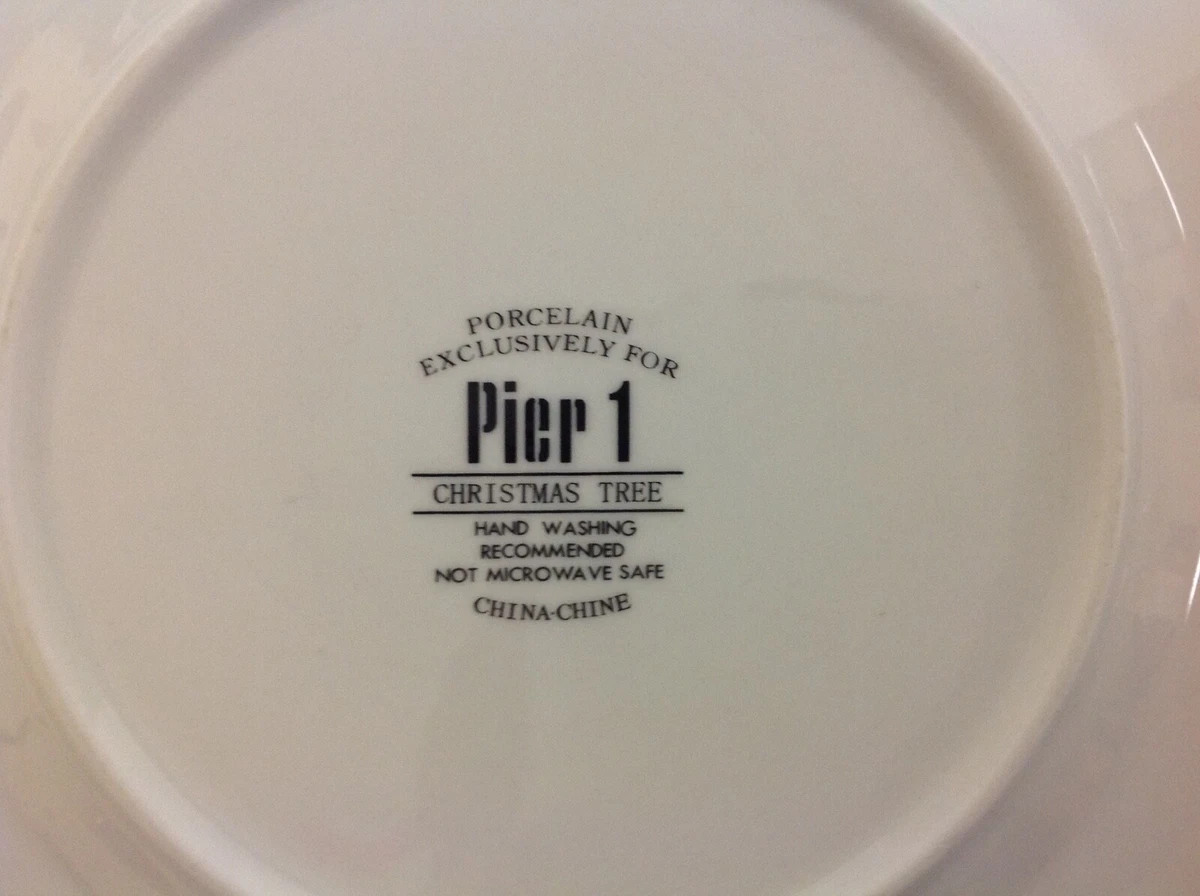 PORCELAIN
EXCLUSIVELY FOR
Pier 1
CHRISTMAS TREE
HAND WASHING
RECOMMENDED
NOT MICROWAVE SAFE
CHINA-CHINE